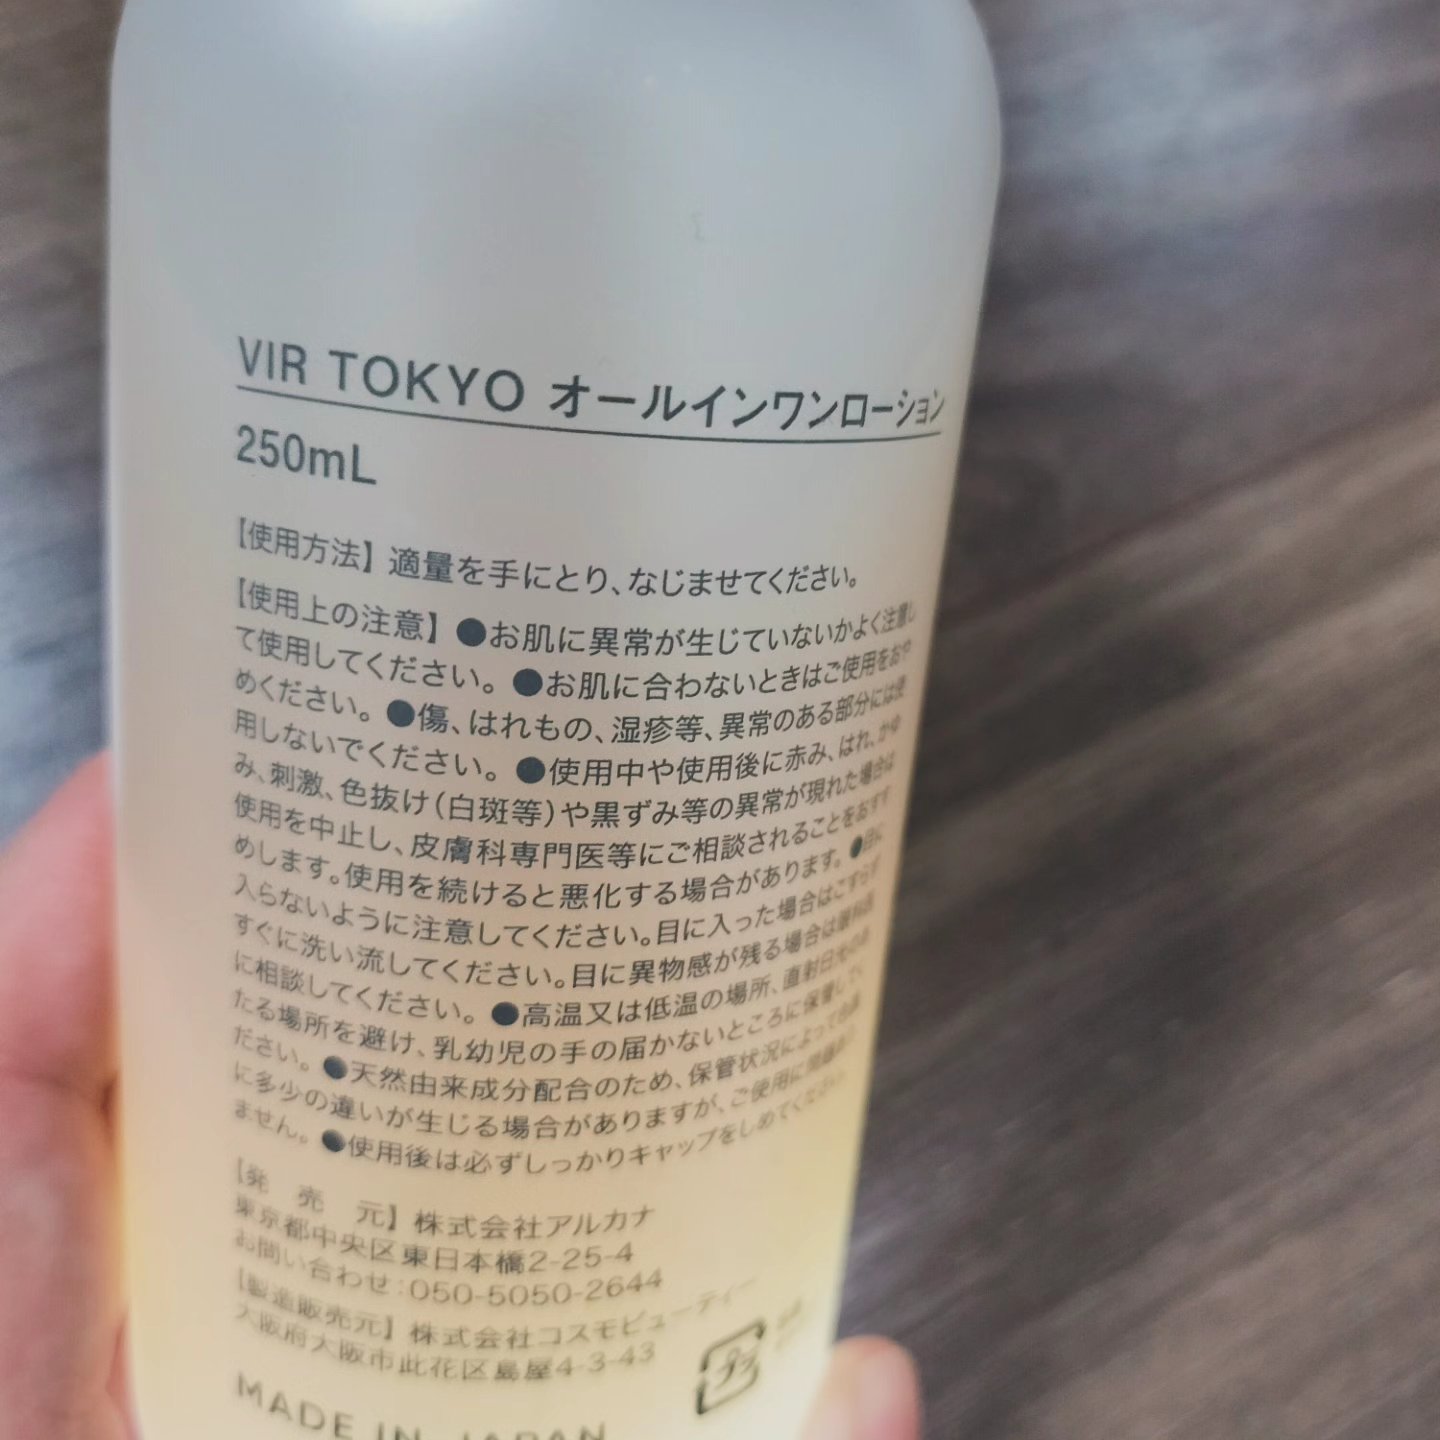 VIR TOKYO オールインワンローション
250mL
【使用方法】適量を手にとり、なじませてください。
【使用上の注意】●お肌に異常が生じていないかよく注意し
て使用してください。●お肌に合わないときはご使用をおや
めください。●傷、はれもの、湿疹等、異常のある部分には使
用しないでください。●使用中や使用後に赤み、はれ、かゆ
み、刺激、色抜け(白斑等)や黒ずみ等の異常が現れた場合は
使用を中止し、皮膚科専門医等にご相談されることをおすす
めします。使用を続けると悪化する場合があります。●目に
入らないように注意してください。目に入った場合はこすらず
すぐに洗い流してください。目に異物感が残る場合は眼科医
に相談してください。●高温又は低温の場所、直射日光のあ
たる場所を避け、乳幼児の手の届かないところに保管してく
ださい。●天然由来成分配合のため、保管状況によって色調
に多少の違いが生じる場合がありますが、ご使用に問題あり
ません。●使用後は必ずしっかりキャップをしめてください。
【発 売 元】株式会社アルカナ
東京都中央区東日本橋2-25-4
お問い合わせ:050-5050-2644
【製造販売元】株式会社コスモビューティー
大阪府大阪市此花区島屋4-3-43
プラ
MADE IN JAPAN